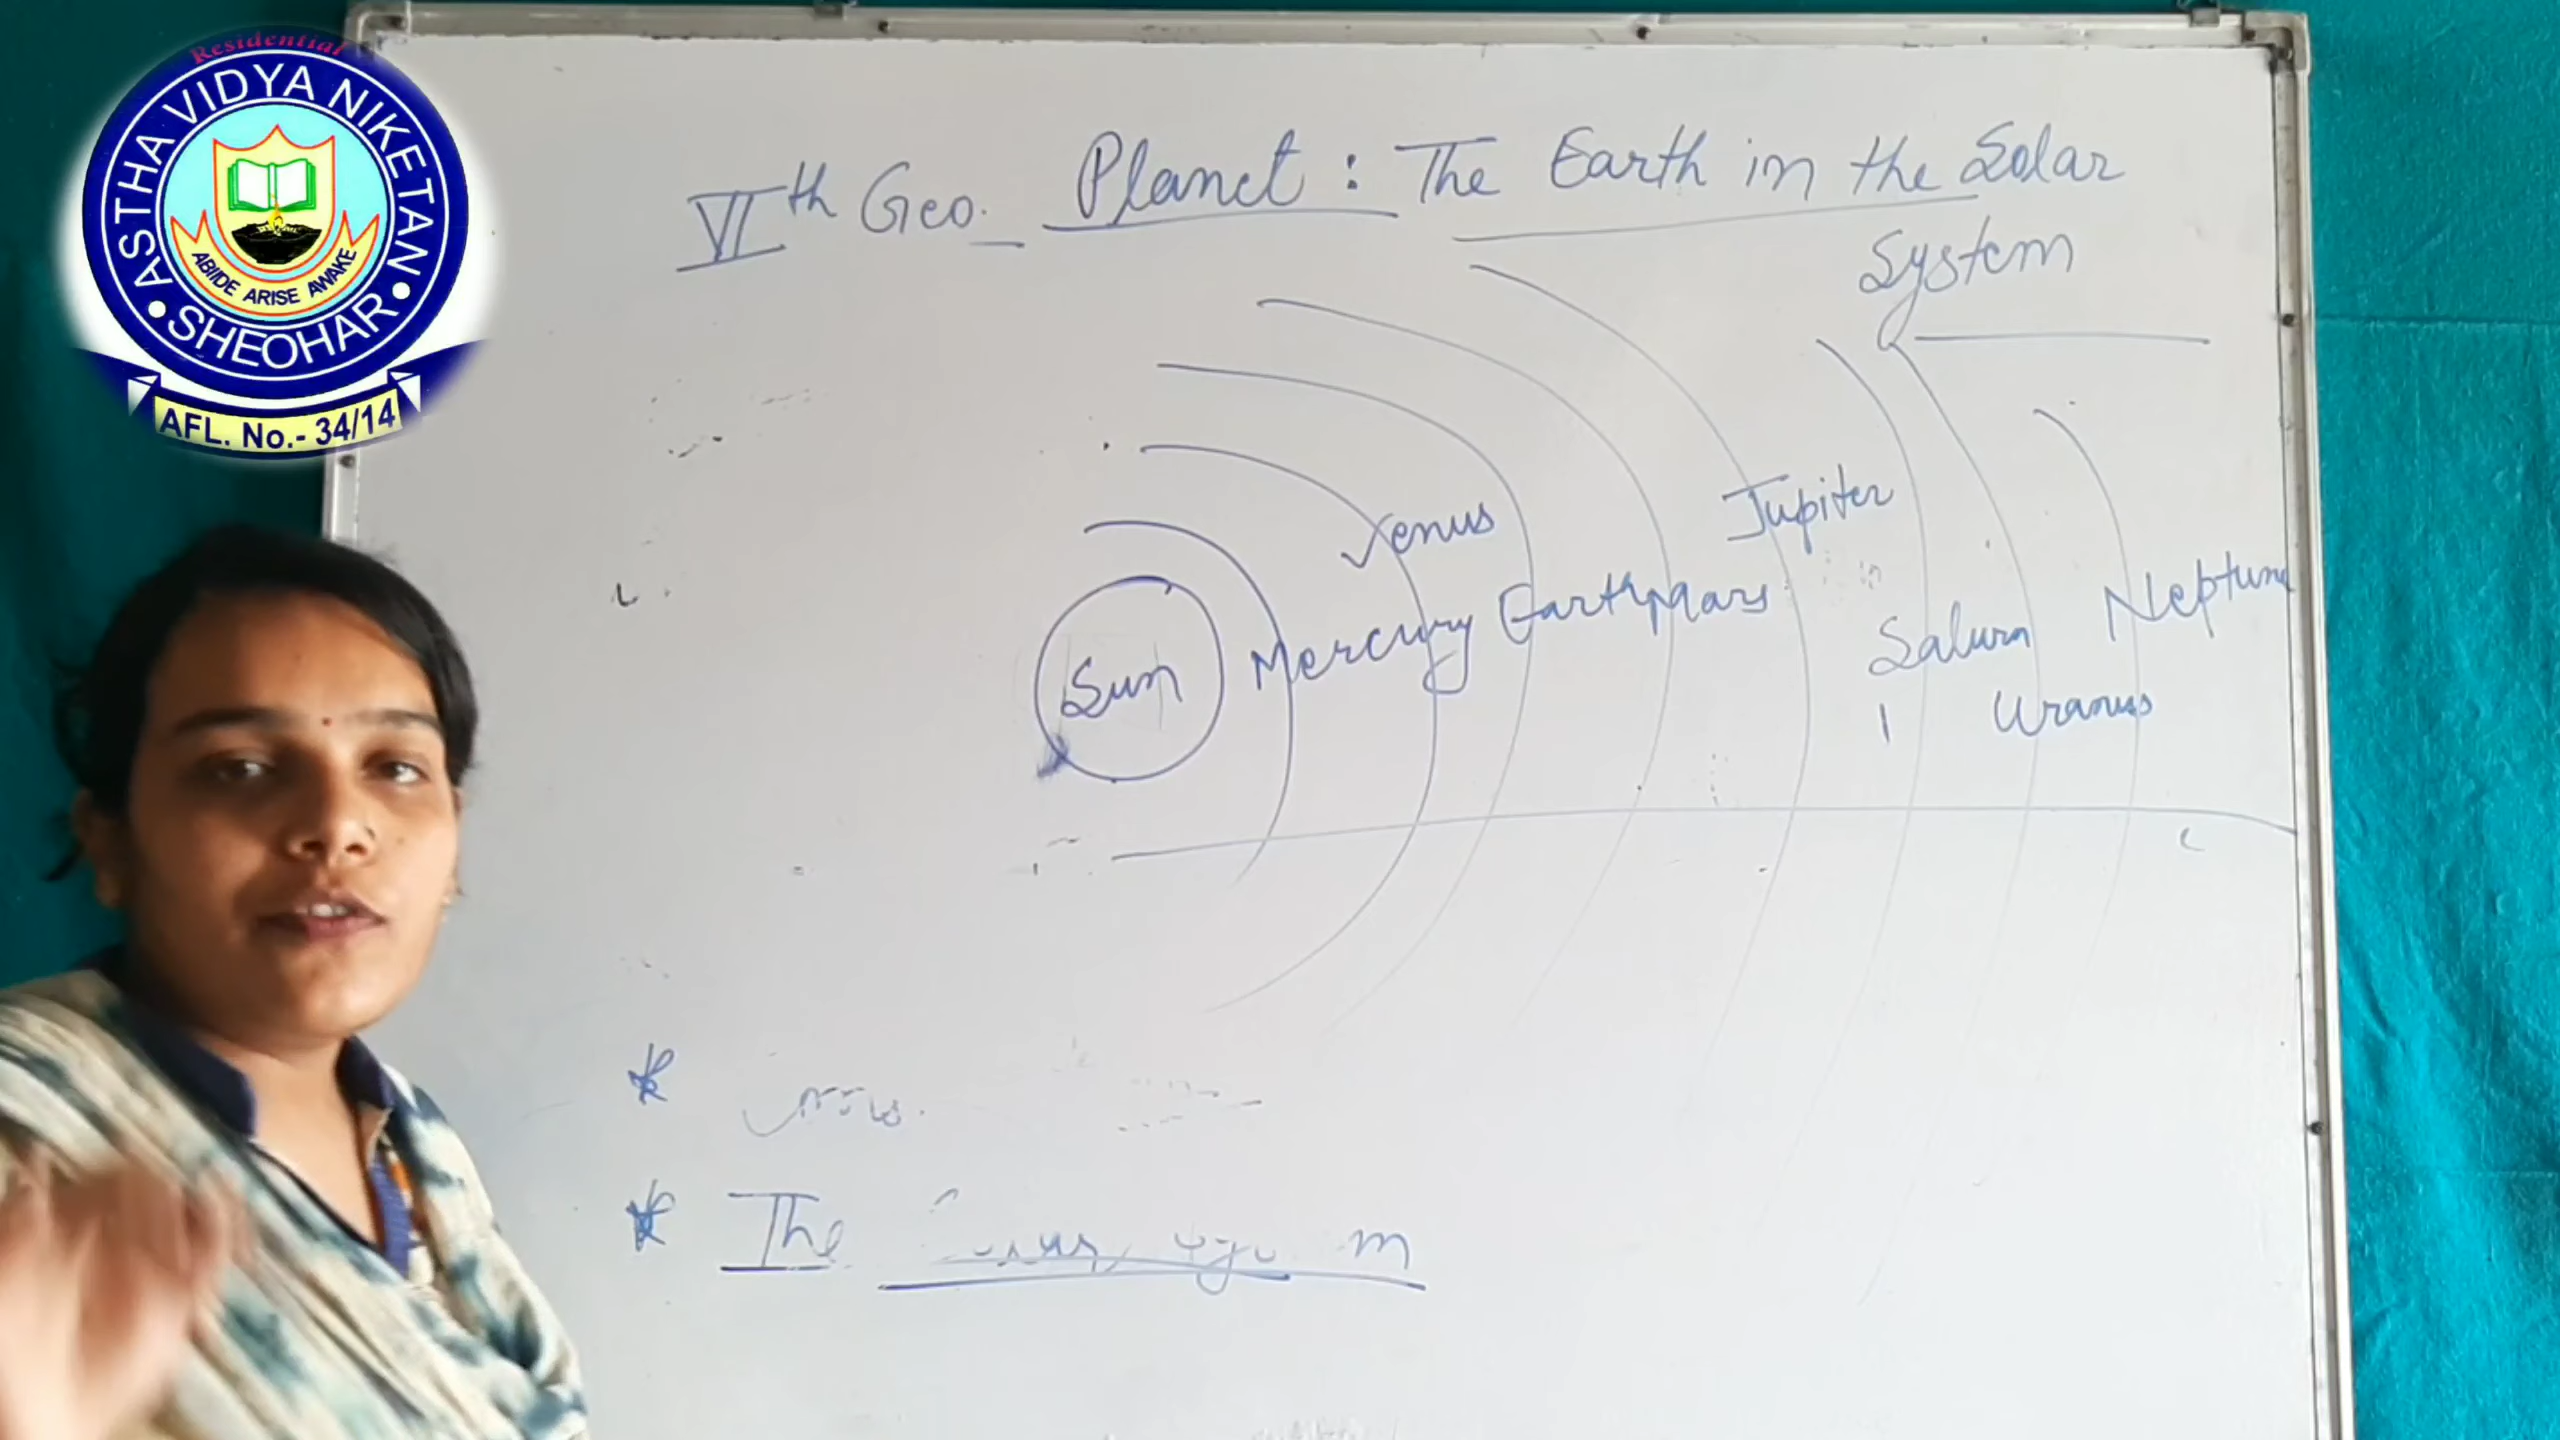 Residential
ASTHA VIDYA NIKETAN
SHEOHAR
ABIIDE ARISE AWAKE
AFL. No.- 34/14
VIth Geo. Planet : The Earth in the Solar
System
Venus
Jupiter
Sun Mercury Earth Mars
Saturn
Neptune
Uranus
The